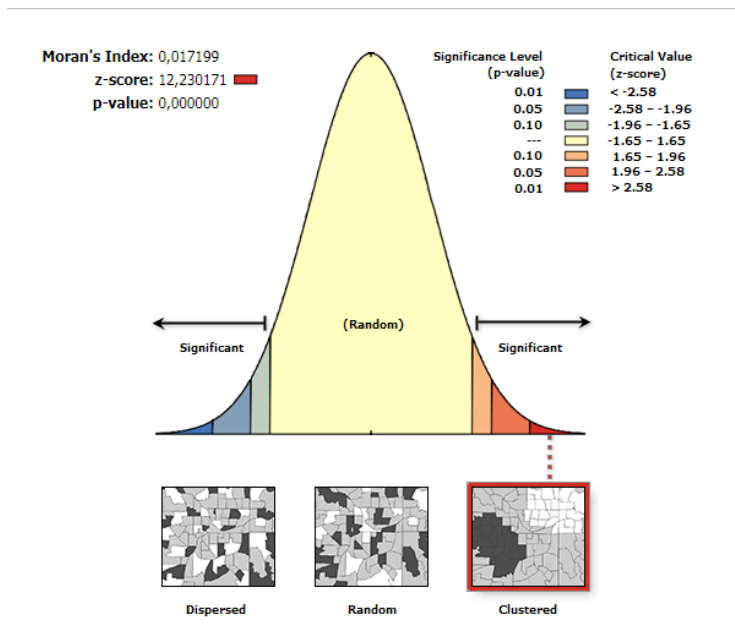 Moran's Index: 0,017199
z-score: 12,230171
p-value: 0,000000
Significance Level
(p-value)
0.01
0.05
0.10
---
0.10
0.05
0.01
Critical Value
(z-score)
< -2.58
-2.58 – -1.96
-1.96 – -1.65
-1.65 – 1.65
1.65 – 1.96
1.96 – 2.58
> 2.58
(Random)
Significant
Significant
Dispersed
Random
Clustered